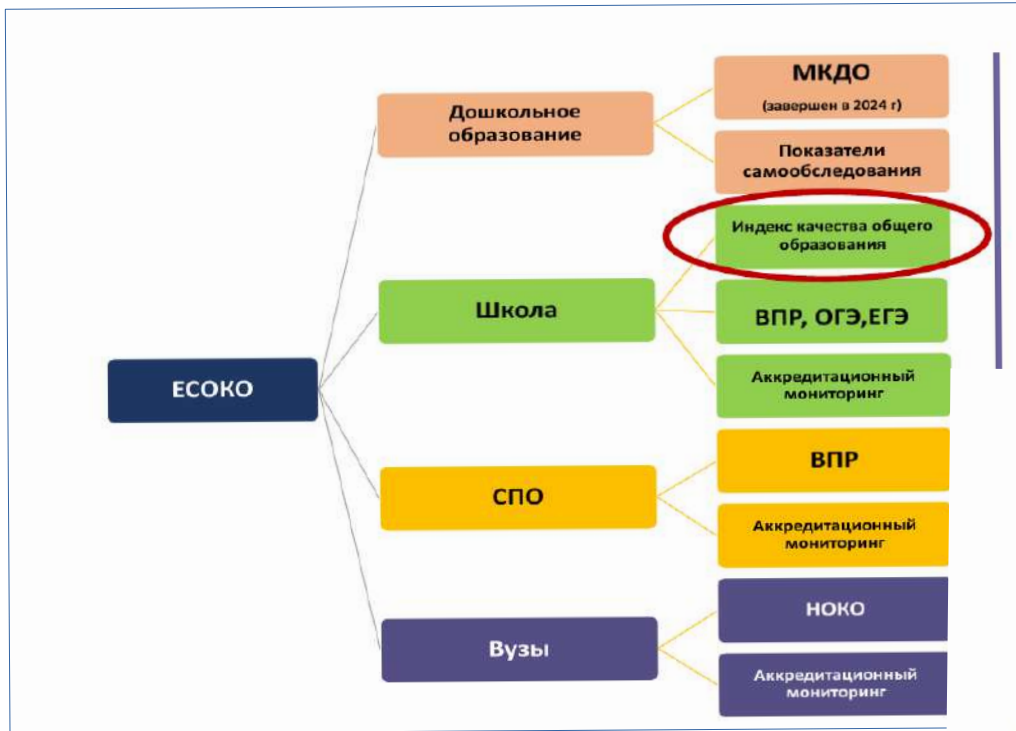 ЕСОКО
Дошкольное
образование
МКДО
(завершен в 2024 г)
Показатели
самообследования
Школа
Индекс качества общего
образования
ВПР, ОГЭ,ЕГЭ
Аккредитационный
мониторинг
СПО
ВПР
Аккредитационный
мониторинг
Вузы
НОКО
Аккредитационный
мониторинг